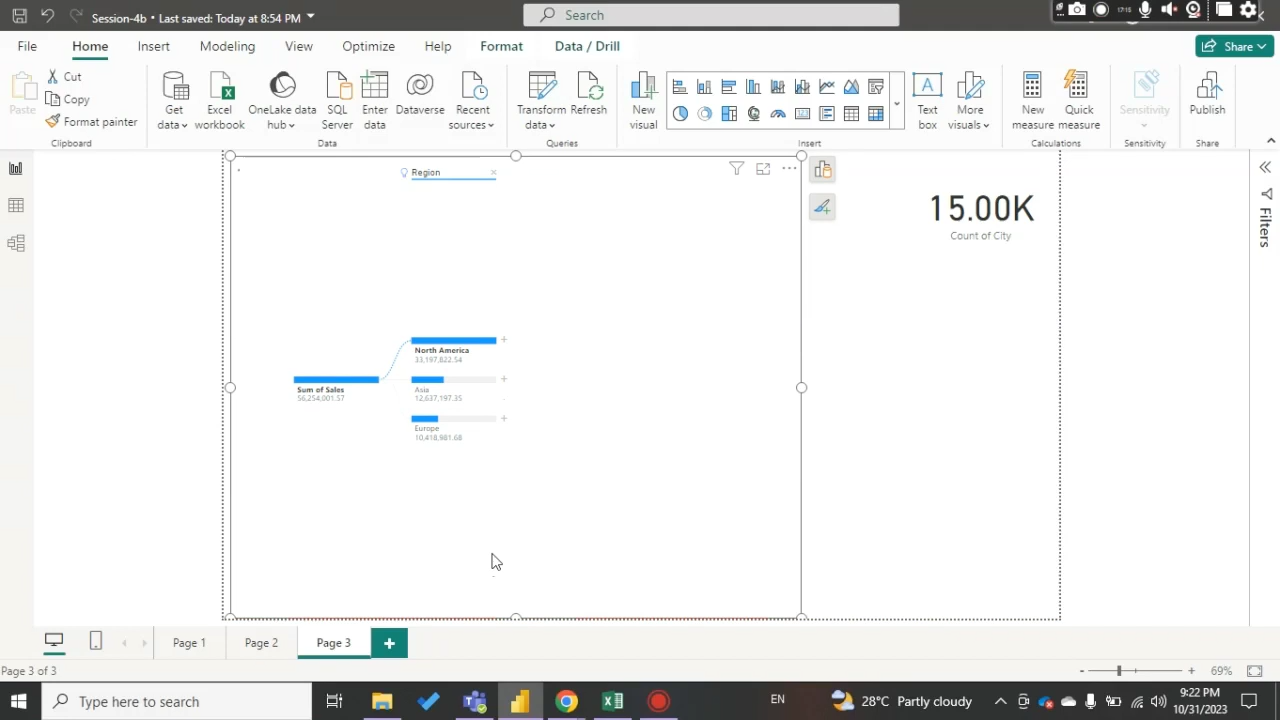 Session-4b • Last saved: Today at 8:54 PM
Search
17:15
File Home Insert Modeling View Optimize Help Format Data / Drill Share
Paste
Cut
Copy
Format painter
Clipboard
Get data
Excel workbook
OneLake data hub
SQL Server
Enter data
Dataverse
Recent sources
Data
Transform data
Refresh
Queries
New visual
Text box
More visuals
Insert
New measure
Quick measure
Calculations
Sensitivity
Sensitivity
Publish
Share
Region
15.00K
Count of City
Filters
North America
33,197,822.54
Sum of Sales
56,254,001.57
Asia
12,637,197.35
Europe
10,418,981.68
Page 1 Page 2 Page 3
Page 3 of 3
69%
Type here to search
EN
28°C Partly cloudy
9:22 PM
10/31/2023